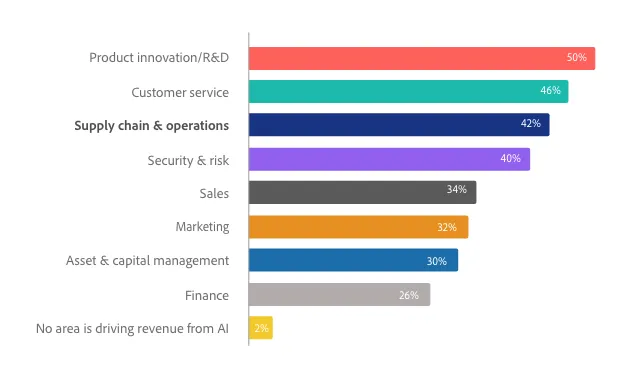 Product innovation/R&D 50%
Customer service 46%
Supply chain & operations 42%
Security & risk 40%
Sales 34%
Marketing 32%
Asset & capital management 30%
Finance 26%
No area is driving revenue from AI 2%